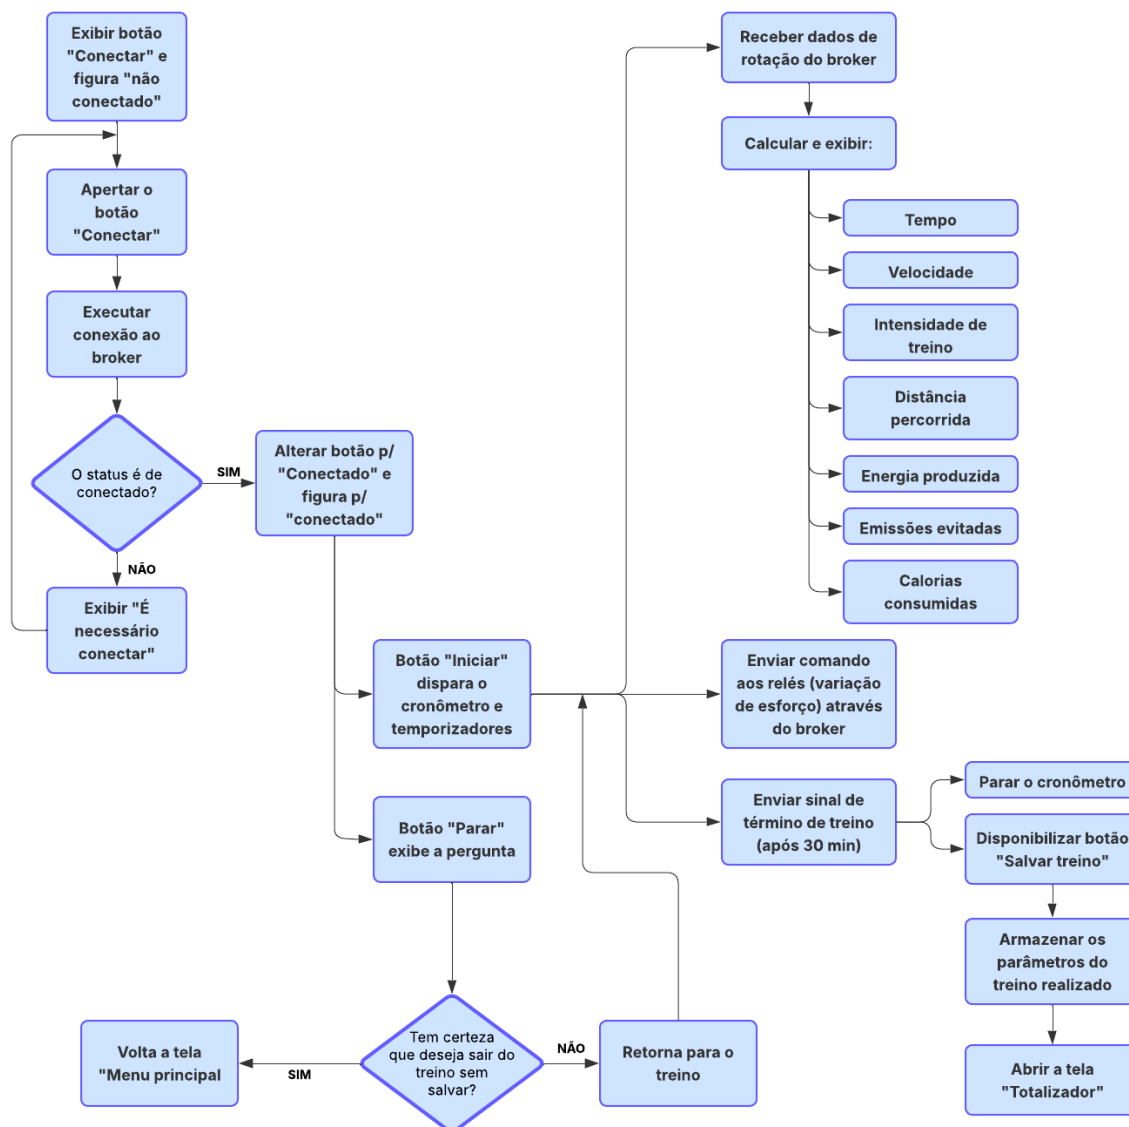 Exibir botão
"Conectar" e
figura "não
conectado"
Apertar o
botão
"Conectar"
Executar
conexão ao
broker
O status é de
conectado?
SIM
NÃO
Exibir "É
necessário
conectar"
Alterar botão p/
"Conectado" e
figura p/
"conectado"
Botão "Iniciar"
dispara o
cronômetro e
temporizadores
Botão "Parar"
exibe a pergunta
Tem certeza
que deseja sair do
treino sem
salvar?
SIM
NÃO
Volta a tela
"Menu principal
Retorna para o
treino
Receber dados de
rotação do broker
Calcular e exibir:
Tempo
Velocidade
Intensidade de
treino
Distância
percorrida
Energia produzida
Emissões evitadas
Calorias
consumidas
Enviar comando
aos relés (variação
de esforço) através
do broker
Enviar sinal de
término de treino
(após 30 min)
Parar o cronômetro
Disponibilizar botão
"Salvar treino"
Armazenar os
parâmetros do
treino realizado
Abrir a tela
"Totalizador"